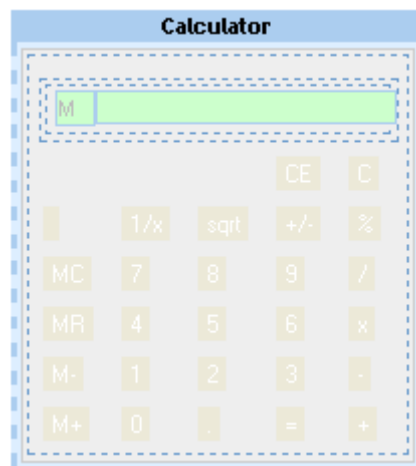 Calculator
M
CE C
1/x sqrt +/- %
MC 7 8 9 /
MR 4 5 6 x
M- 1 2 3 -
M+ 0 . = +